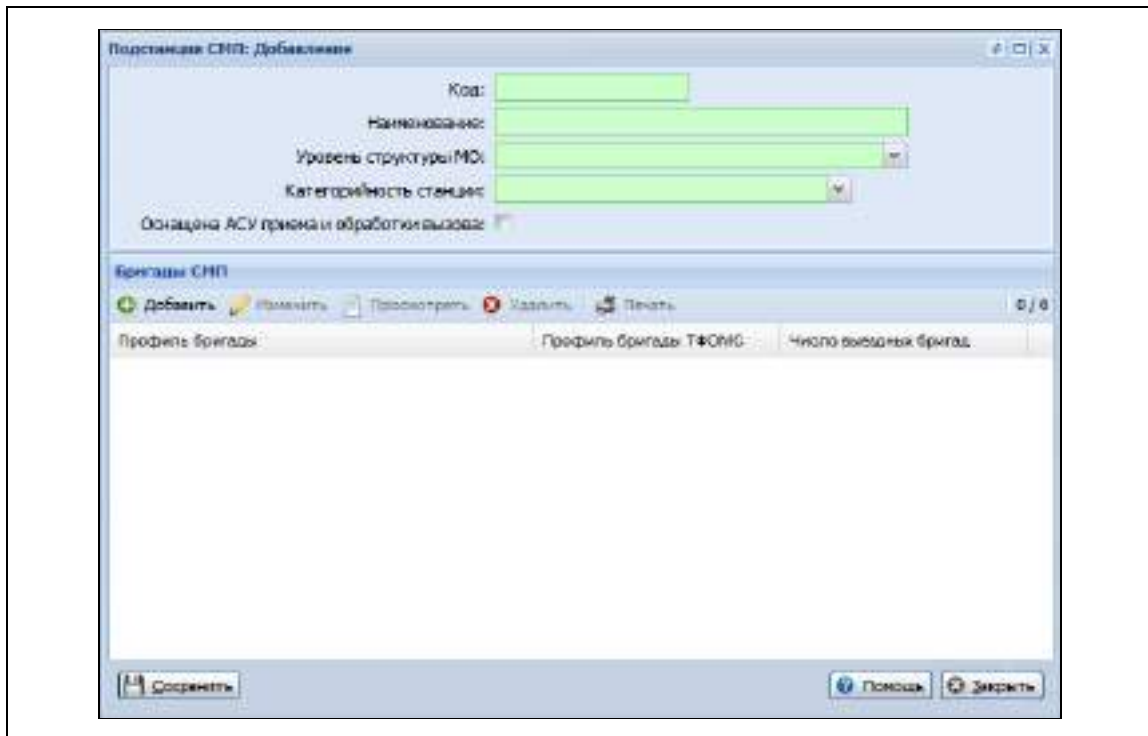 Подстанция СМП: Добавление
Код:
Наименование:
Уровень структуры МО:
Категорийность станции:
Оснащена АСУ приема и обработки вызова:
Бригады СМП
Добавить Изменить Просмотреть Удалить Печать 0 / 0
Профиль бригады Профиль бригады ТФОМС Число выездных бригад
Сохранить Помощь Закрыть